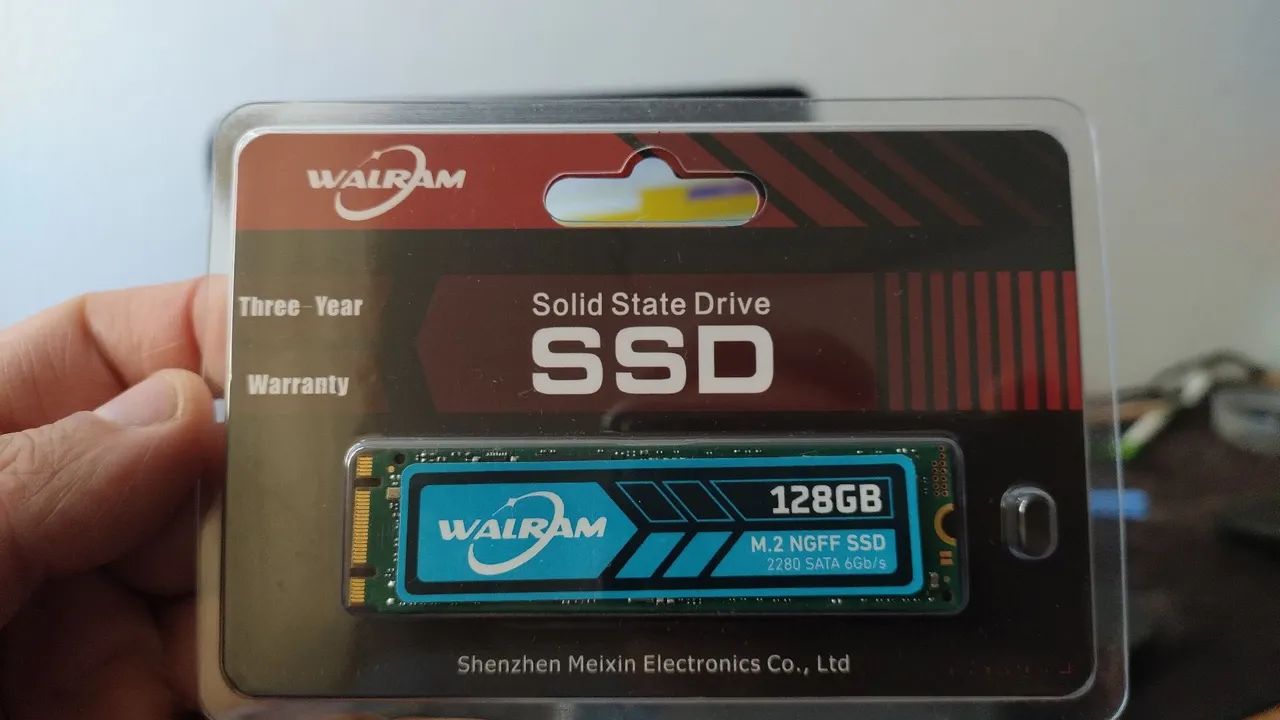 WALRAM
Three-Year
Warranty
Solid State Drive
SSD
WALRAM
128GB
M.2 NGFF SSD
2280 SATA 6Gb/s
Shenzhen Meixin Electronics Co., Ltd